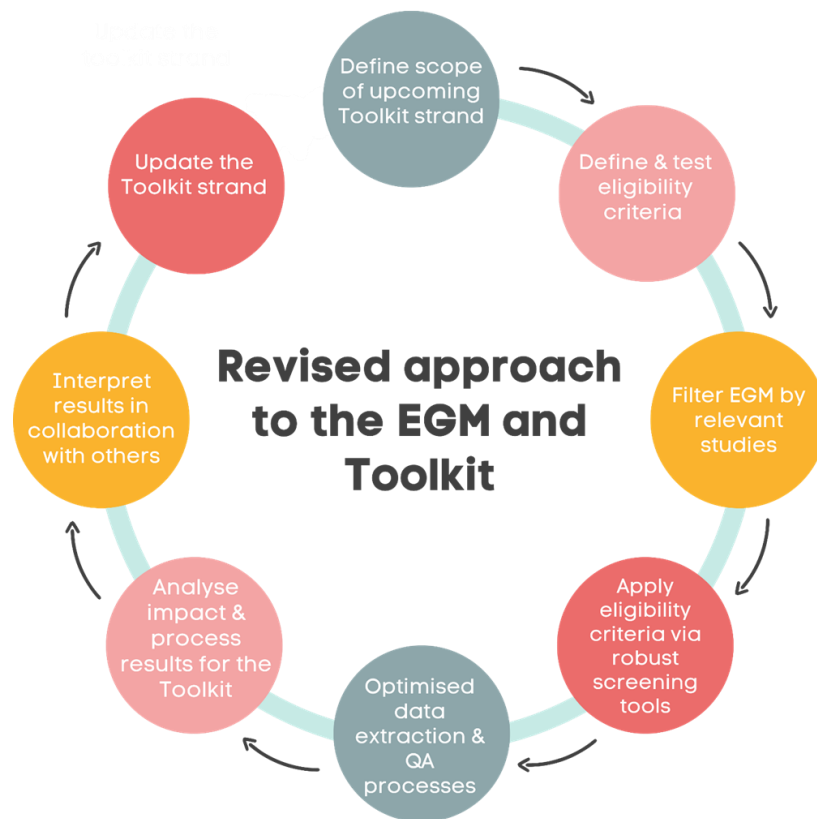 Define scope
of upcoming
Toolkit strand
Define & test
eligibility
criteria
Filter EGM by
relevant
studies
Apply
eligibility
criteria via
robust
screening
tools
Optimised
data
extraction &
QA
processes
Analyse
impact &
process
results for the
Toolkit
Interpret
results in
collaboration
with others
Update the
Toolkit strand
Revised approach
to the EGM and
Toolkit